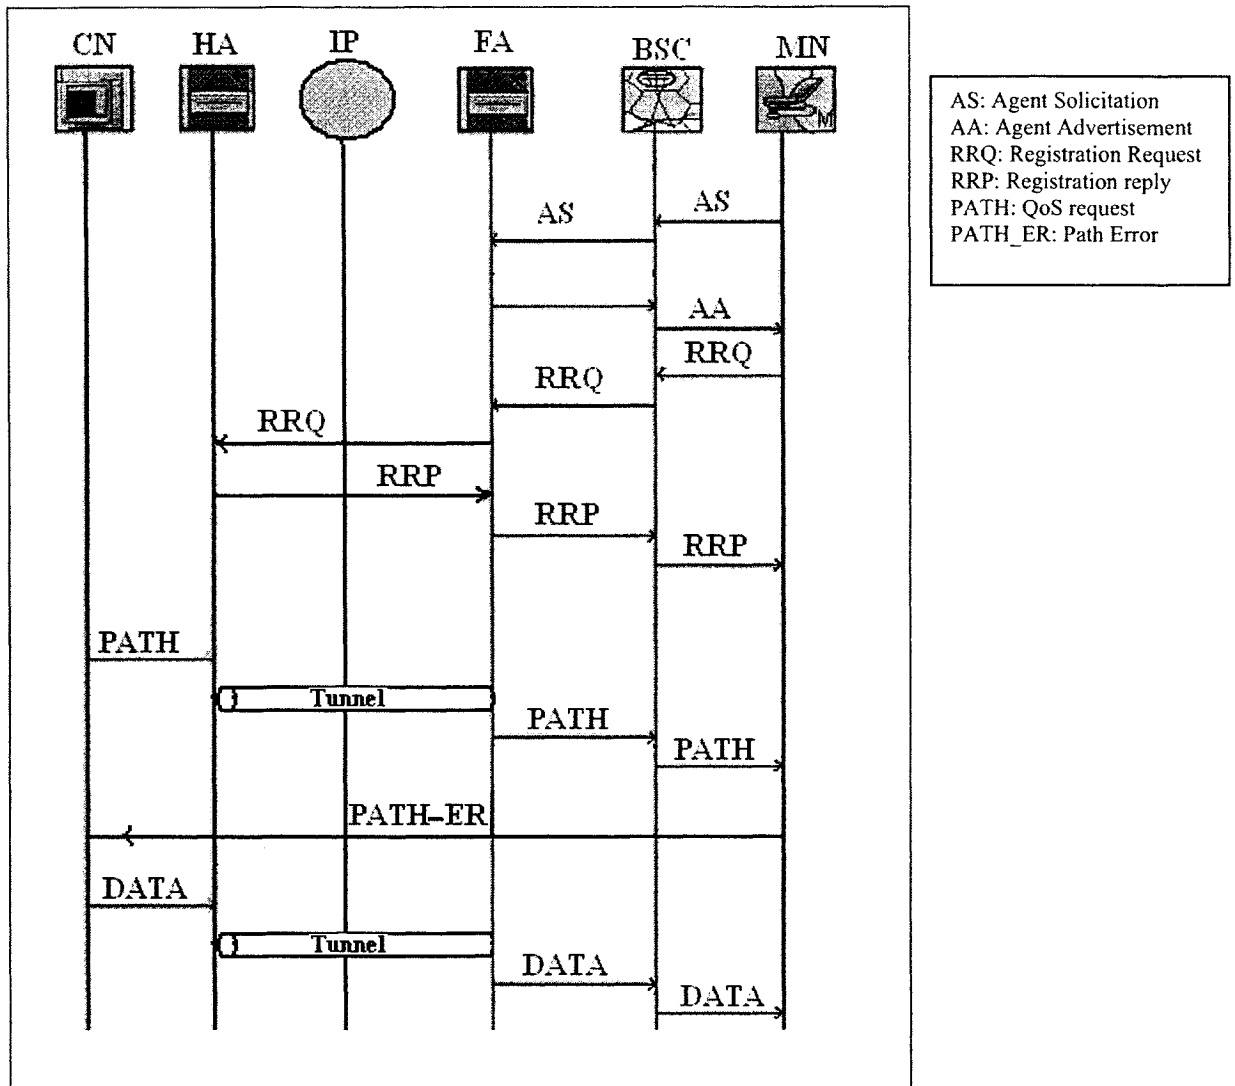 CN HA IP FA BSC MN
M
AS: Agent Solicitation
AA: Agent Advertisement
RRQ: Registration Request
RRP: Registration reply
PATH: QoS request
PATH_ER: Path Error
AS AS
AA
RRQ
RRQ
RRQ
RRP
RRP
RRP
PATH
Tunnel
PATH
PATH
PATH-ER
DATA
Tunnel
DATA
DATA